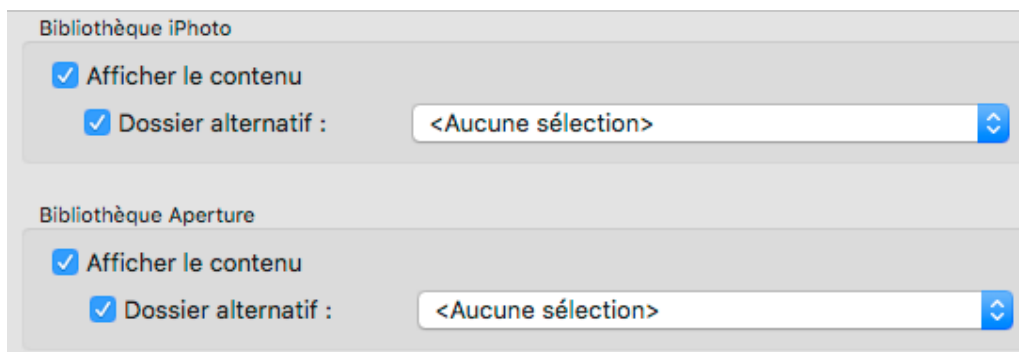 Bibliothèque iPhoto
Afficher le contenu
Dossier alternatif : <Aucune sélection>
Bibliothèque Aperture
Afficher le contenu
Dossier alternatif : <Aucune sélection>